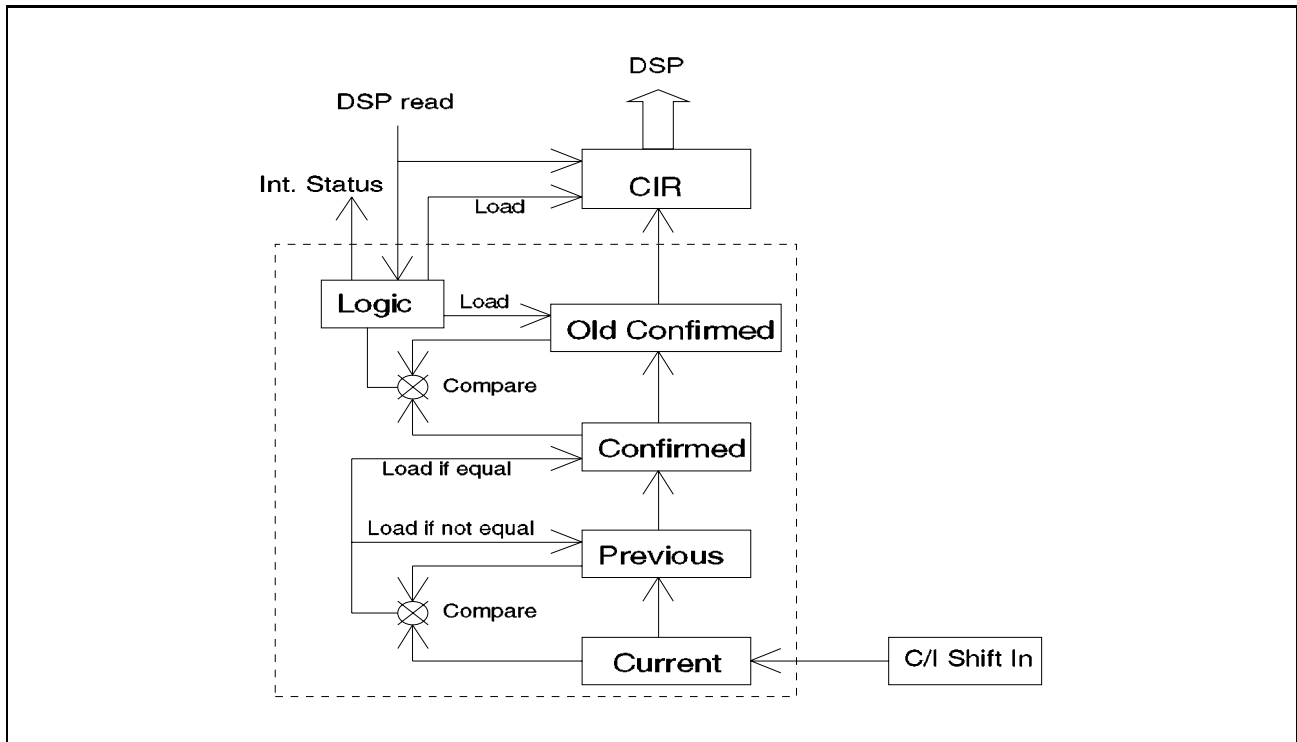 DSP
DSP read
Int. Status
CIR
Load
Logic
Load
Old Confirmed
Compare
Confirmed
Load if equal
Load if not equal
Previous
Compare
Current
C/I Shift In